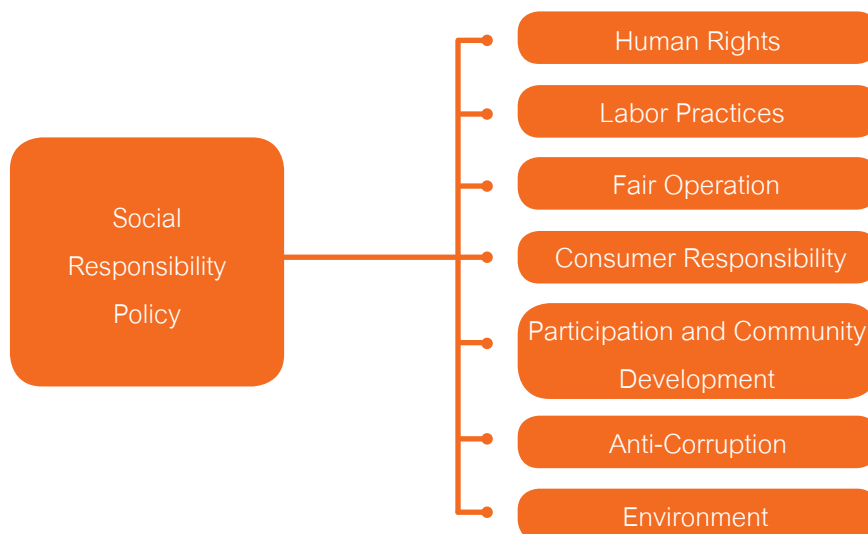 Social
Responsibility
Policy
Human Rights
Labor Practices
Fair Operation
Consumer Responsibility
Participation and Community
Development
Anti-Corruption
Environment